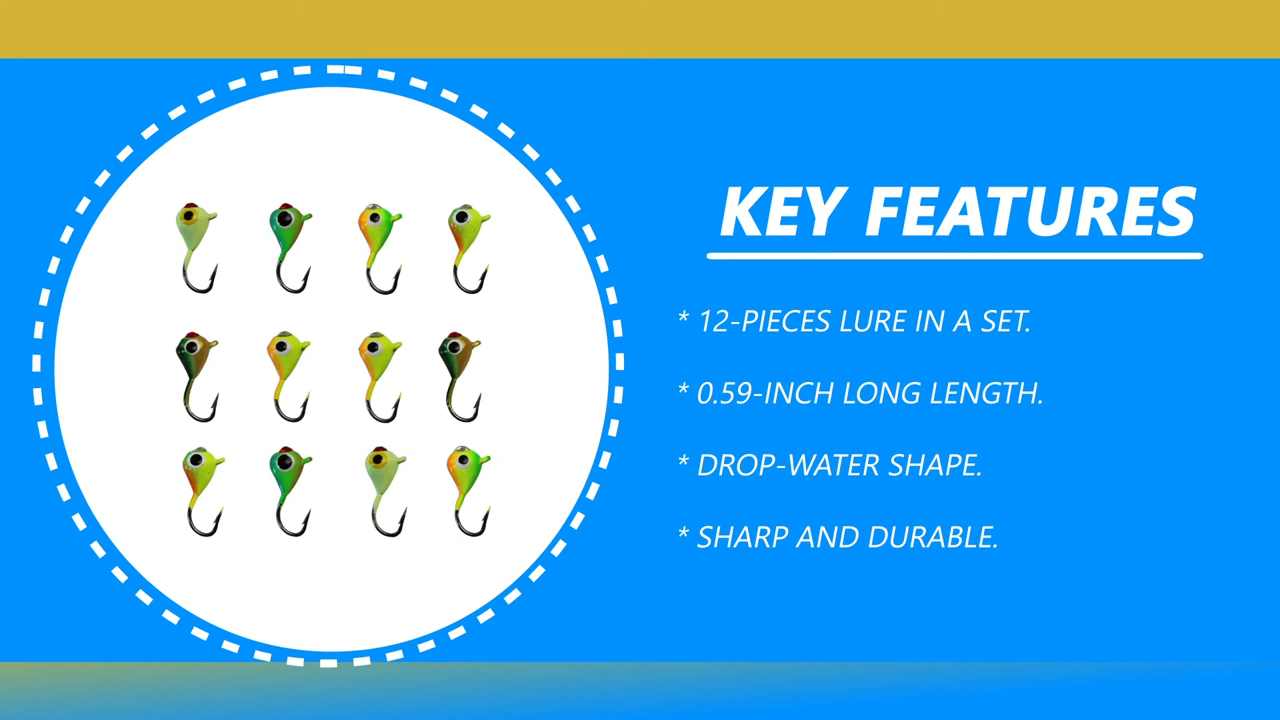 KEY FEATURES
* 12-PIECES LURE IN A SET.
* 0.59-INCH LONG LENGTH.
* DROP-WATER SHAPE.
* SHARP AND DURABLE.